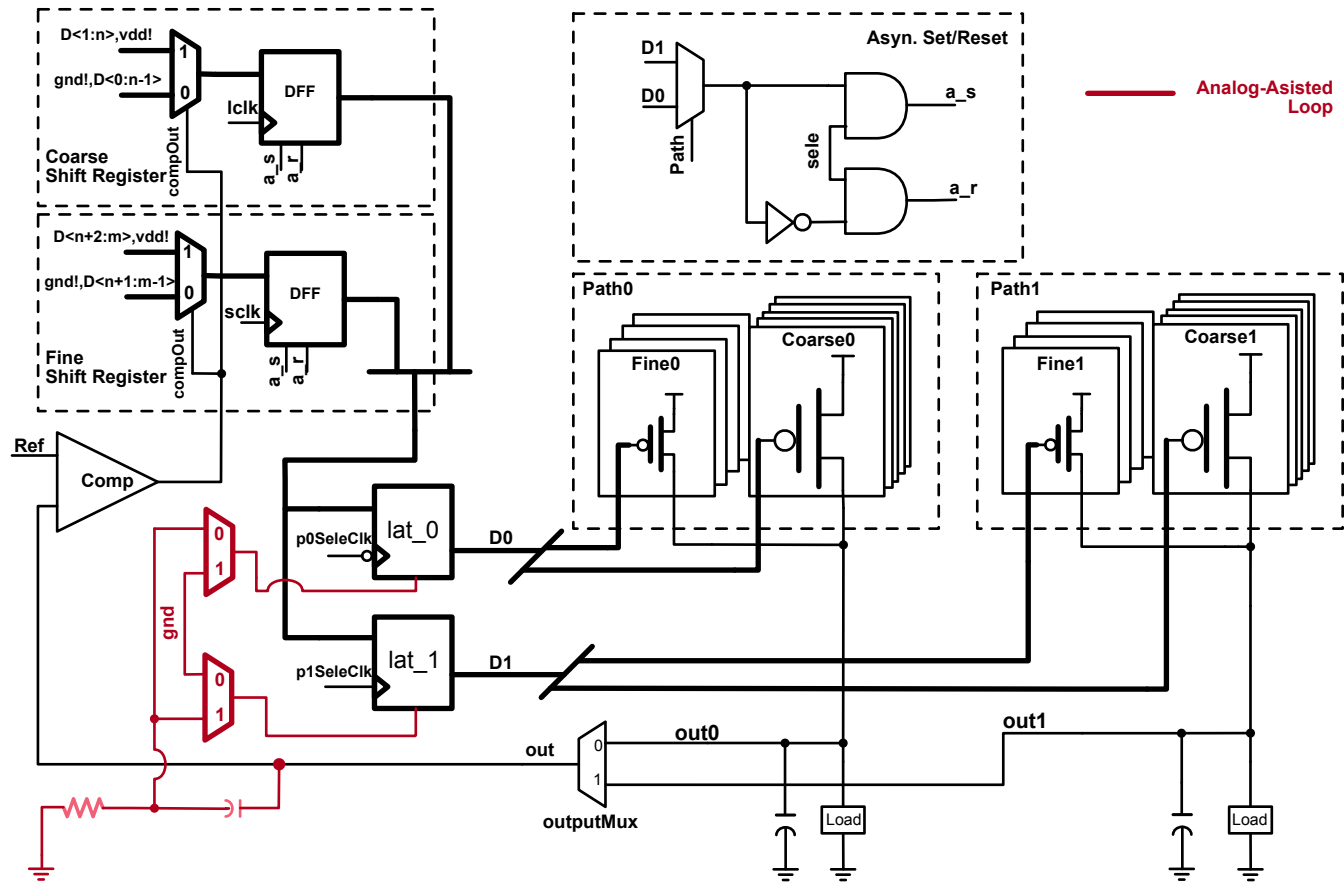 D<1:n>,vdd!
1
gnd!,D<0:n-1>
0
DFF
lclk
a_s
a_r
compOut
Coarse
Shift Register
D<n+2:m>,vdd!
1
gnd!,D<n+1:m-1>
0
DFF
sclk
a_s
a_r
compOut
Fine
Shift Register
Asyn. Set/Reset
D1
D0
Path
sele
a_s
a_r
Analog-Asisted
Loop
Path0
Fine0
Coarse0
Path1
Fine1
Coarse1
Ref
Comp
0
1
gnd
0
1
p0SeleClk
lat_0
D0
p1SeleClk
lat_1
D1
out
0
1
outputMux
out0
out1
Load
Load